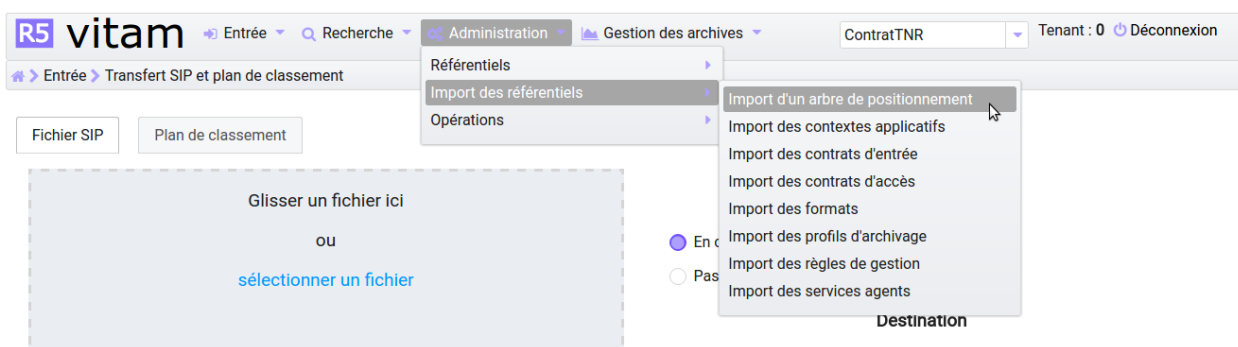 R5 vitam Entrée Recherche Administration Gestion des archives ContratTNR Tenant : 0 Déconnexion
Entrée Transfert SIP et plan de classement
Référentiels
Import des référentiels
Opérations
Import d'un arbre de positionnement
Import des contextes applicatifs
Import des contrats d'entrée
Import des contrats d'accès
Import des formats
Import des profils d'archivage
Import des règles de gestion
Import des services agents
Fichier SIP Plan de classement
Glisser un fichier ici
ou
sélectionner un fichier
En
Pas
Destination